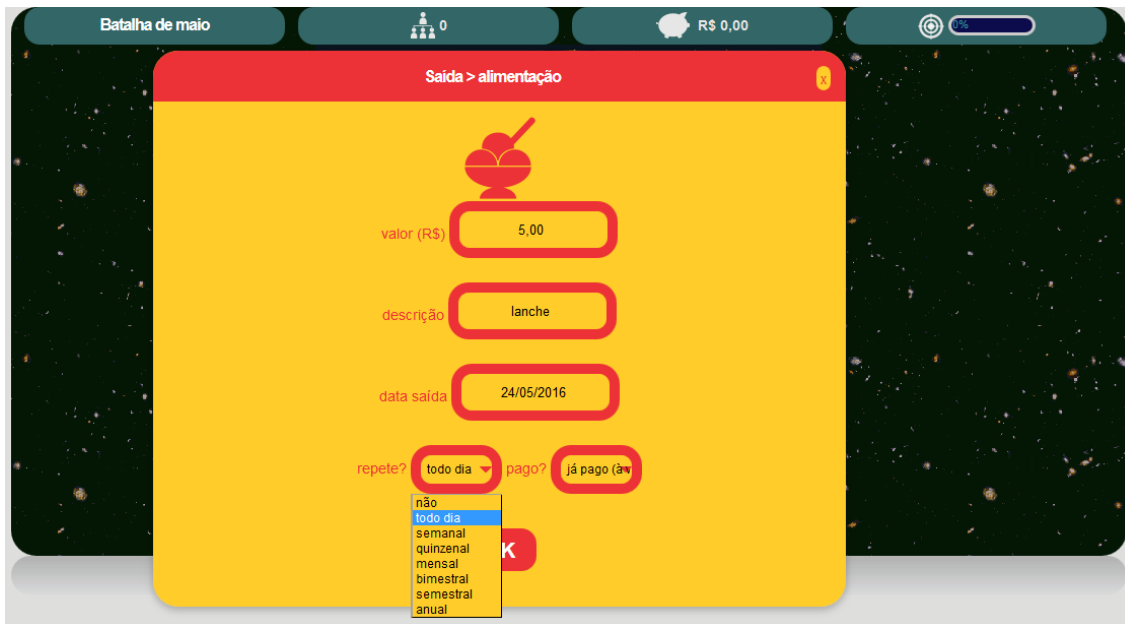 Batalha de maio
0
R$ 0,00
0%
Saída > alimentação
x
valor (R$) 5,00
descrição lanche
data saída 24/05/2016
repete? todo dia pago? já pago (à
não
todo dia
semanal
quinzenal
mensal
bimestral
semestral
anual
K